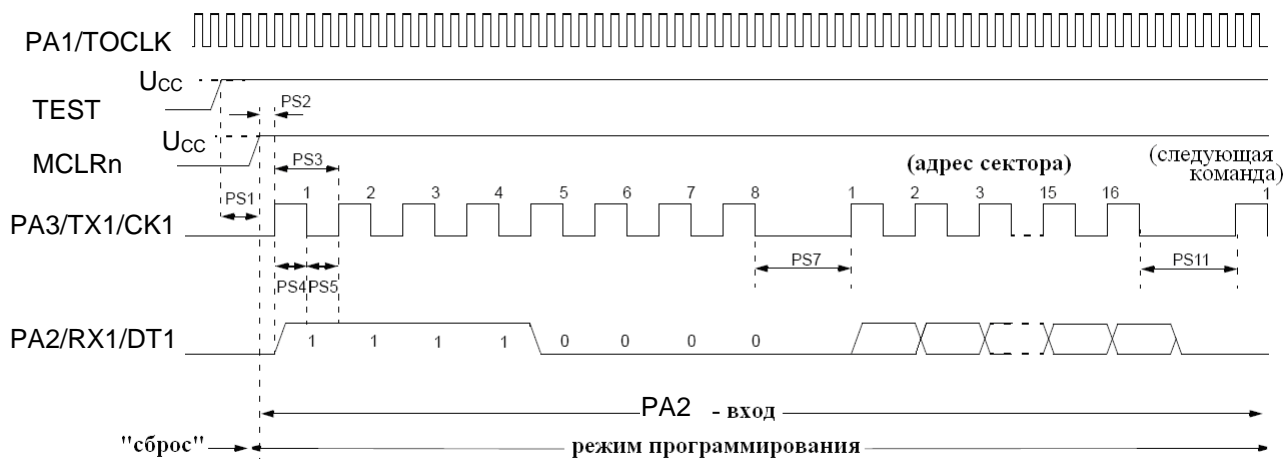 PA1/TOCLK
UCC
TEST
PS2
UCC
MCLRn
PS3
(адрес сектора)
(следующая
команда)
PS1
1 2 3 4 5 6 7 8 1 2 3 15 16 1
PA3/TX1/CK1
PS7
PS11
PS4 PS5
PA2/RX1/DT1
1 1 1 1 0 0 0 0
PA2 - вход
"сброс"
режим программирования